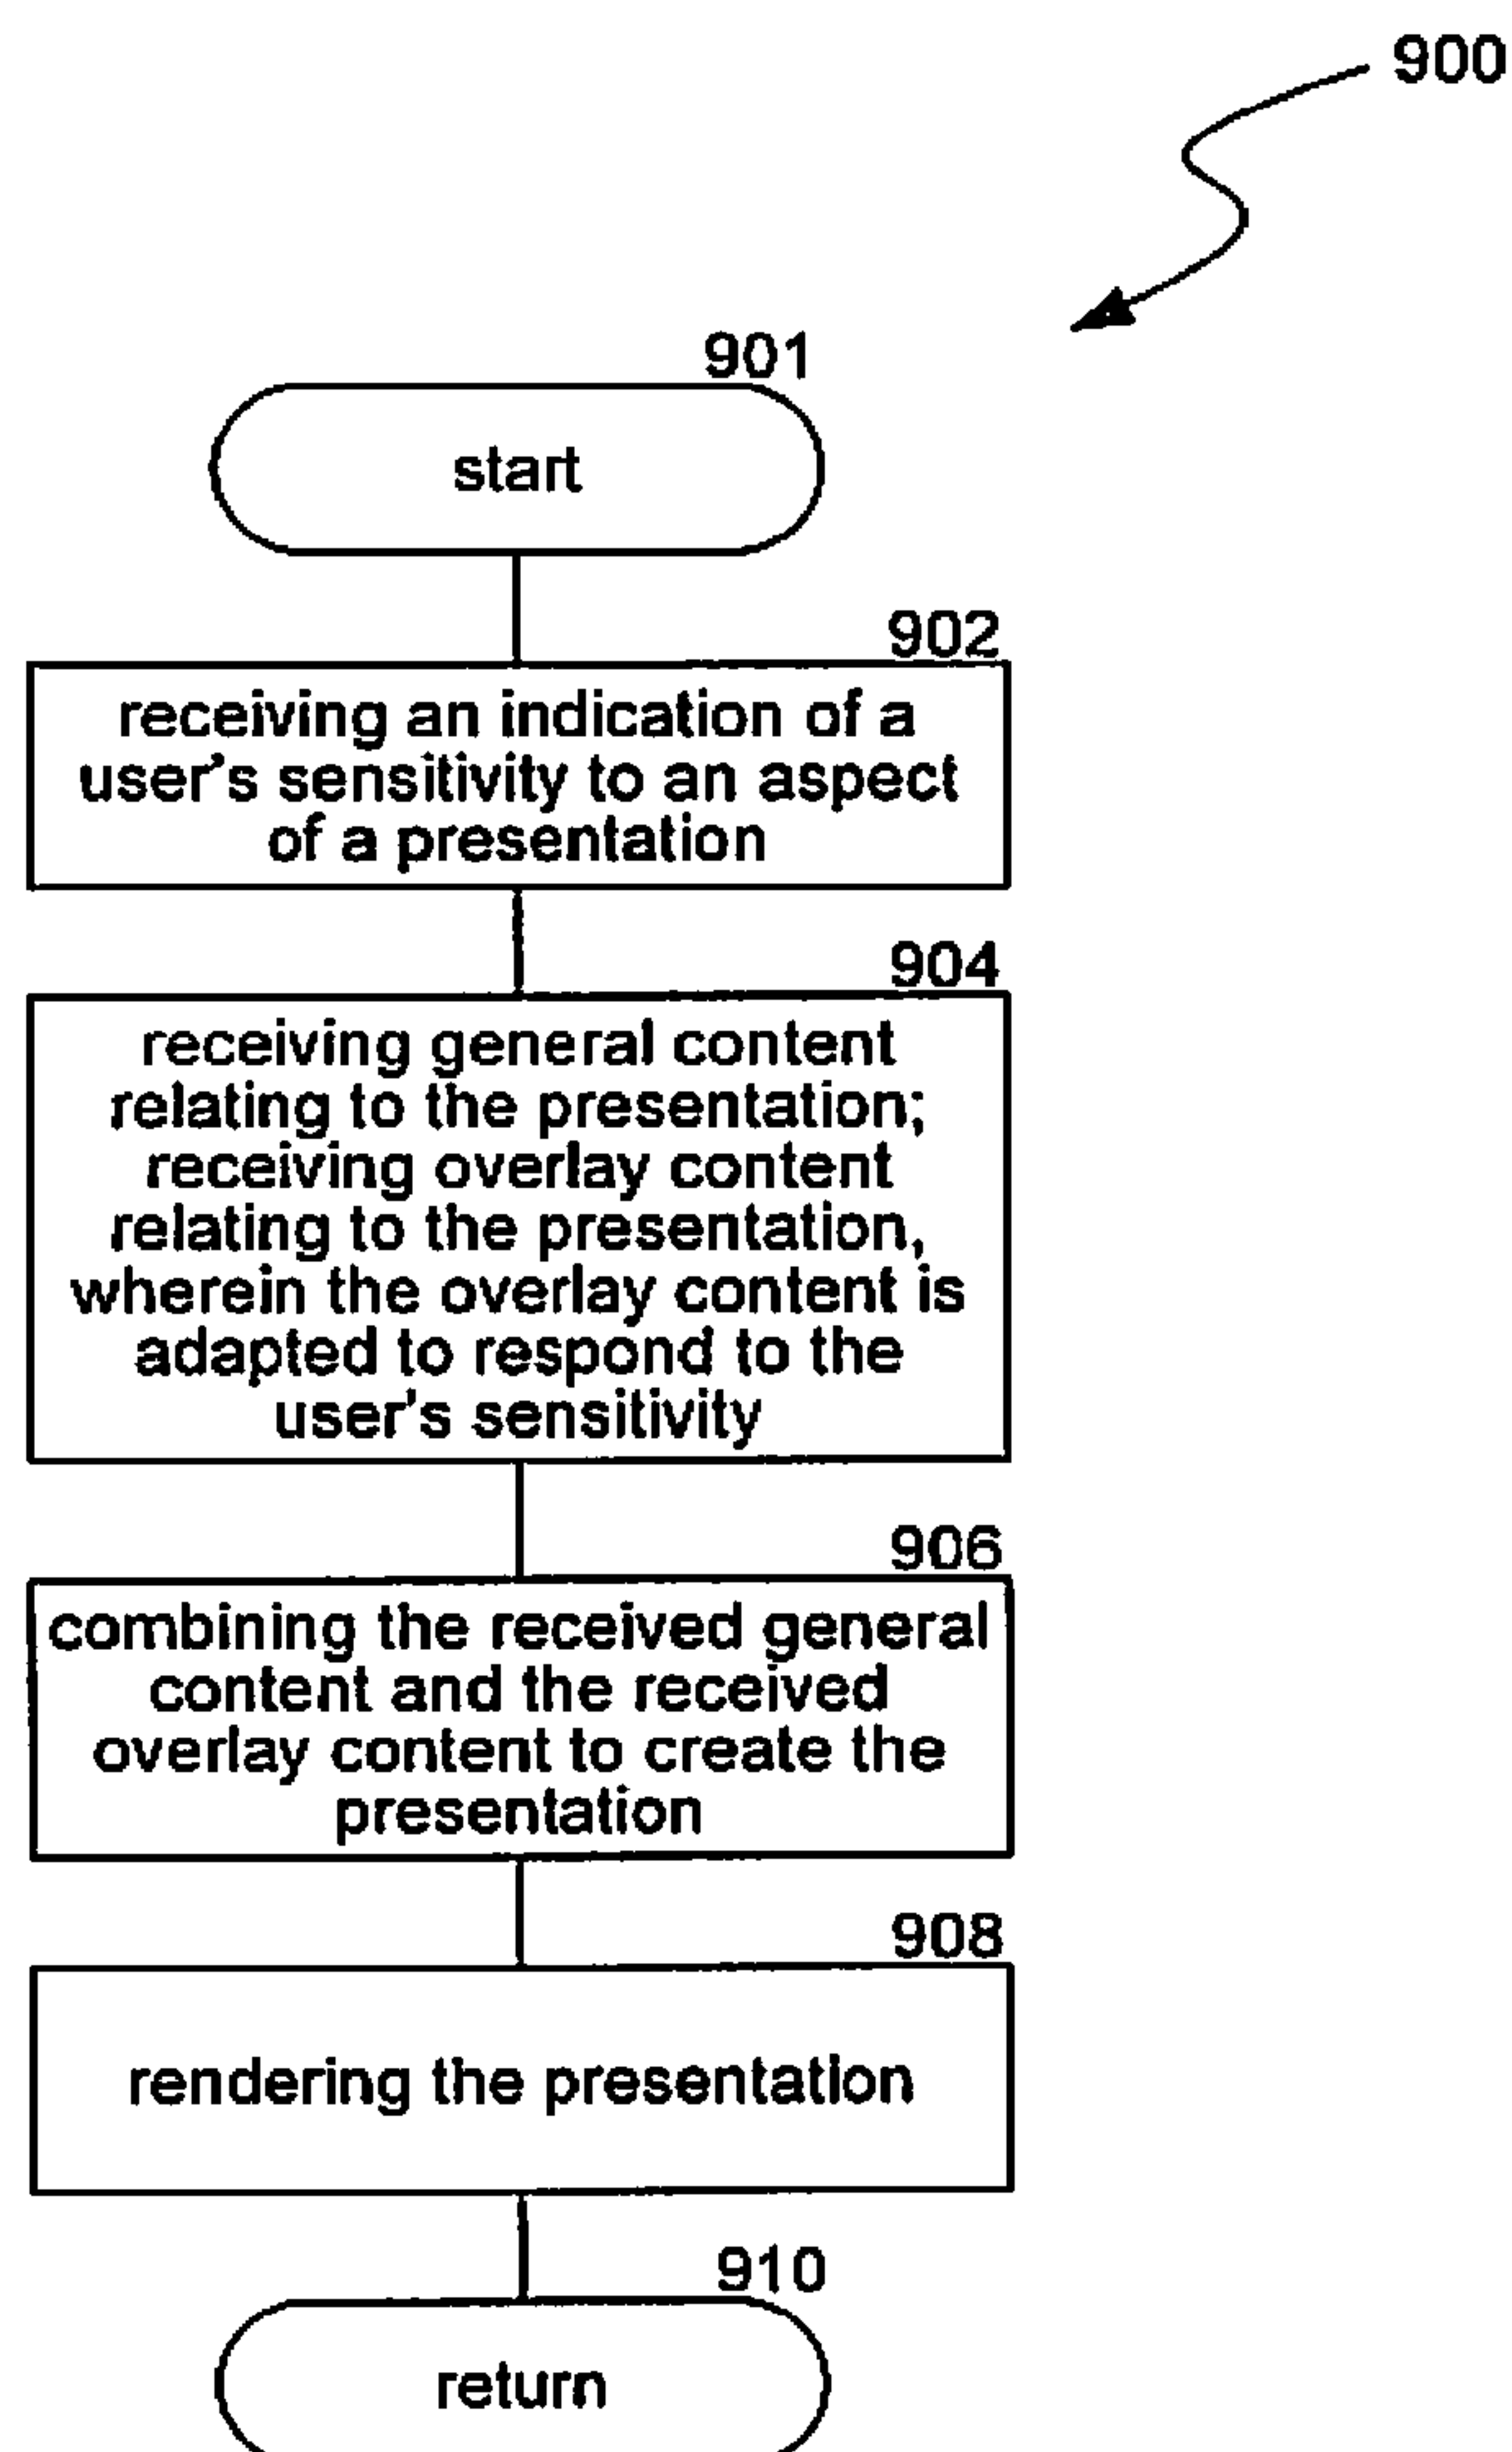 900
901
start
902
receiving an indication of a
user's sensitivity to an aspect
of a presentation
904
receiving general content
relating to the presentation;
receiving overlay content
relating to the presentation,
wherein the overlay content is
adapted to respond to the
user's sensitivity
906
combining the received general
content and the received
overlay content to create the
presentation
908
rendering the presentation
910
return